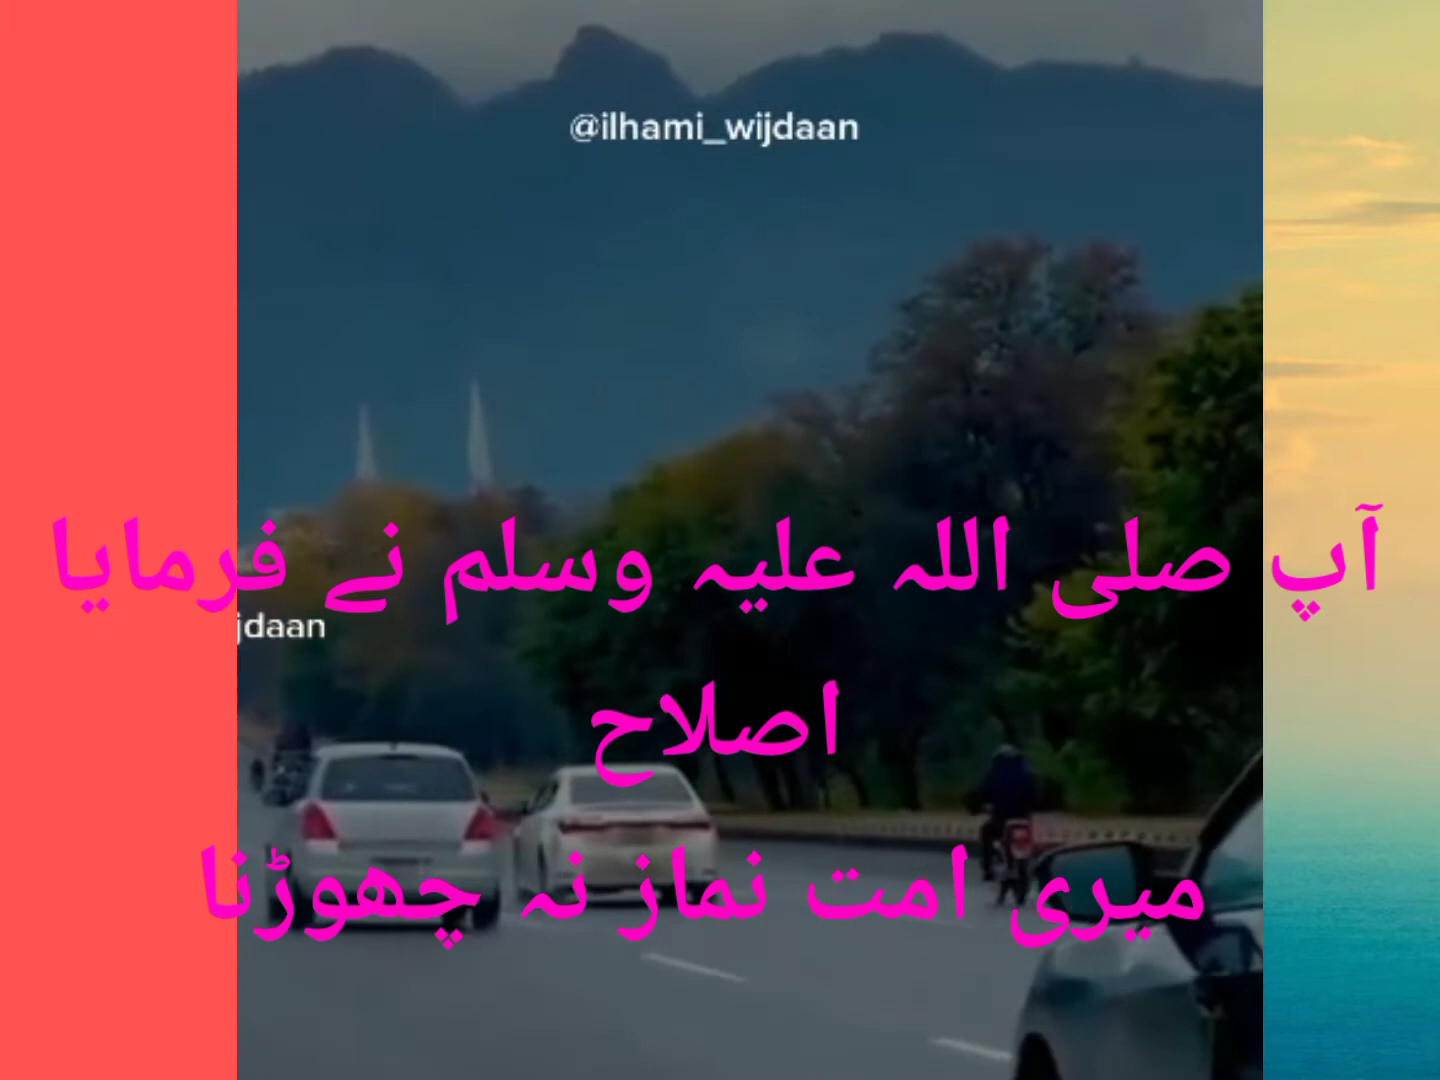 @ilhami_wijdaan
آپ صلی اللہ علیہ وسلم نے فرمایا
jdaan
اصلاح
میری امت نماز نہ چھوڑنا